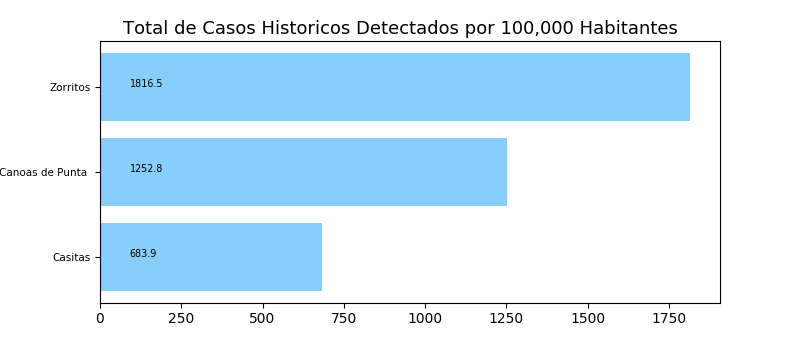 Total de Casos Historicos Detectados por 100,000 Habitantes
Zorritos
1816.5
Canoas de Punta
1252.8
Casitas
683.9
0 250 500 750 1000 1250 1500 1750